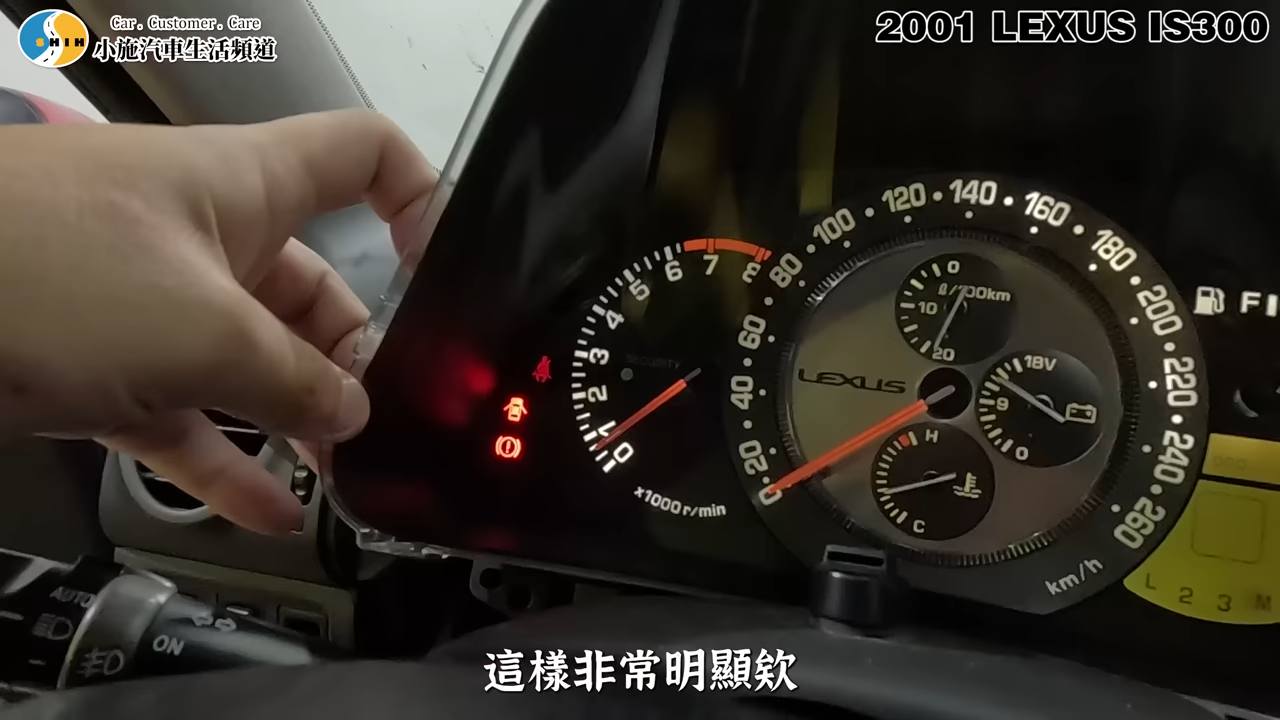 Car. Customer. Care
SHIH
小施汽車生活頻道
2001 LEXUS IS300
0 1 2 3 4 5 6 7 8
x1000r/min
SECURITY
0 20 40 60 80 100 120 140 160 180 200 220 240 260
km/h
0
ℓ/100km
10
20
LEXUS
18V
9
0
H
C
F
L 2 3 M
AUTO
ON
這樣非常明顯欸